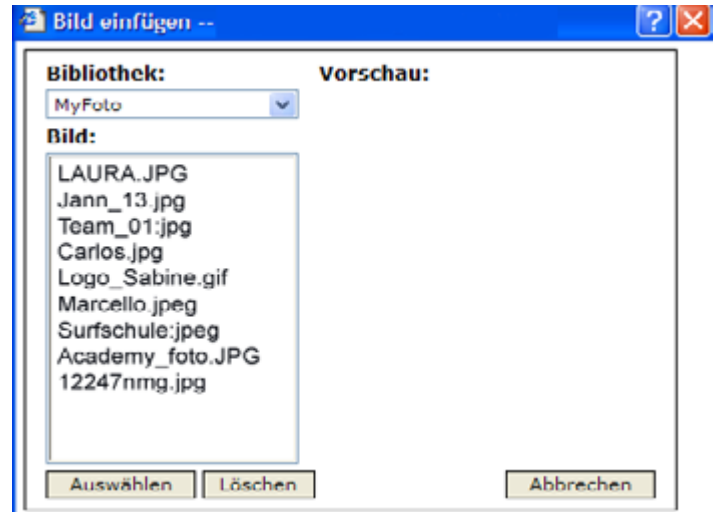 Bild einfügen --
Bibliothek:
Vorschau:
MyFoto
Bild:
LAURA.JPG
Jann_13.jpg
Team_01:jpg
Carlos.jpg
Logo_Sabine.gif
Marcello.jpeg
Surfschule:jpeg
Academy_foto.JPG
12247nmg.jpg
Auswählen Löschen Abbrechen